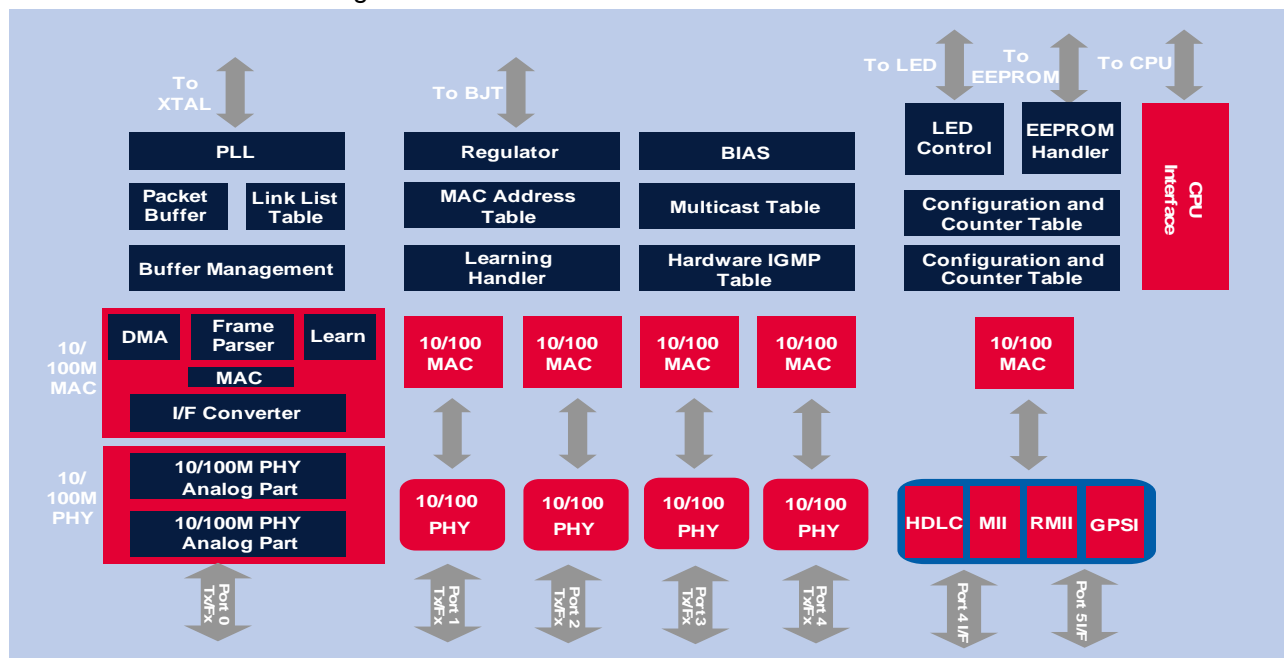 To LED
To
EEPROM
To CPU
To
XTAL
To BJT
PLL
Regulator
BIAS
LED
Control
EEPROM
Handler
CPU
Interface
Packet
Buffer
Link List
Table
MAC Address
Table
Multicast Table
Configuration and
Counter Table
Buffer Management
Learning
Handler
Hardware IGMP
Table
Configuration and
Counter Table
10/
100M
MAC
DMA
Frame
Parser
Learn
MAC
I/F Converter
10/100
MAC
10/100
MAC
10/100
MAC
10/100
MAC
10/100
MAC
10/
100M
PHY
10/100M PHY
Analog Part
10/100M PHY
Analog Part
10/100
PHY
10/100
PHY
10/100
PHY
10/100
PHY
HDLC
MII
RMII
GPSI
Port 0
Tx/Fx
Port 1
Tx/Fx
Port 2
Tx/Fx
Port 3
Tx/Fx
Port 4
Tx/Fx
Port 4 I/F
Port 5 I/F